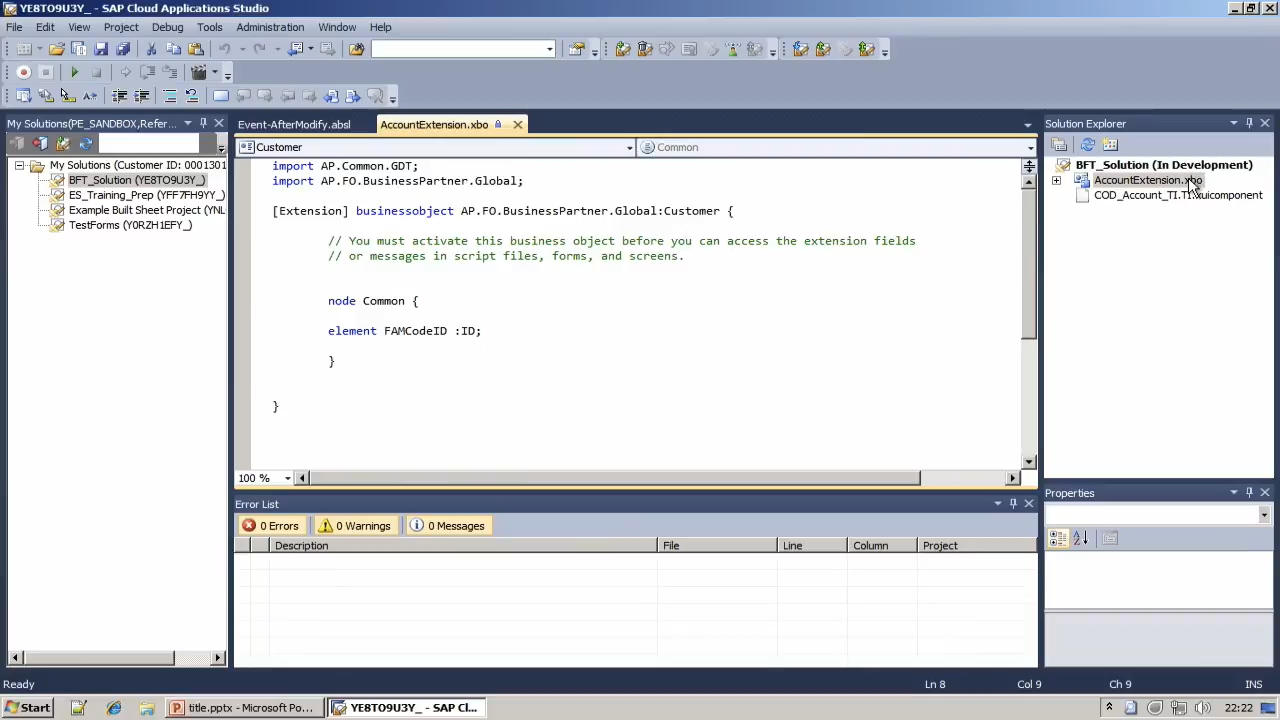 YE8TO9U3Y_ - SAP Cloud Applications Studio
File Edit View Project Debug Tools Administration Window Help
My Solutions(PE_SANDBOX,Refer...
My Solutions (Customer ID: 0001301
BFT_Solution (YE8TO9U3Y_)
ES_Training_Prep (YFF7FH9YY_)
Example Built Sheet Project (YNL
TestForms (Y0RZH1EFY_)
Event-AfterModify.absl AccountExtension.xbo
Customer Common
import AP.Common.GDT;
import AP.FO.BusinessPartner.Global;
[Extension] businessobject AP.FO.BusinessPartner.Global:Customer {
// You must activate this business object before you can access the extension fields
// or messages in script files, forms, and screens.
node Common {
element FAMCodeID :ID;
}
}
100 %
Error List
0 Errors 0 Warnings 0 Messages
Description File Line Column Project
Solution Explorer
BFT_Solution (In Development)
AccountExtension.xbo
COD_Account_TI.TI.uicomponent
Properties
Ready Ln 8 Col 9 Ch 9 INS
Start title.pptx - Microsoft Po... YE8TO9U3Y_ - SAP Cl... 22:22